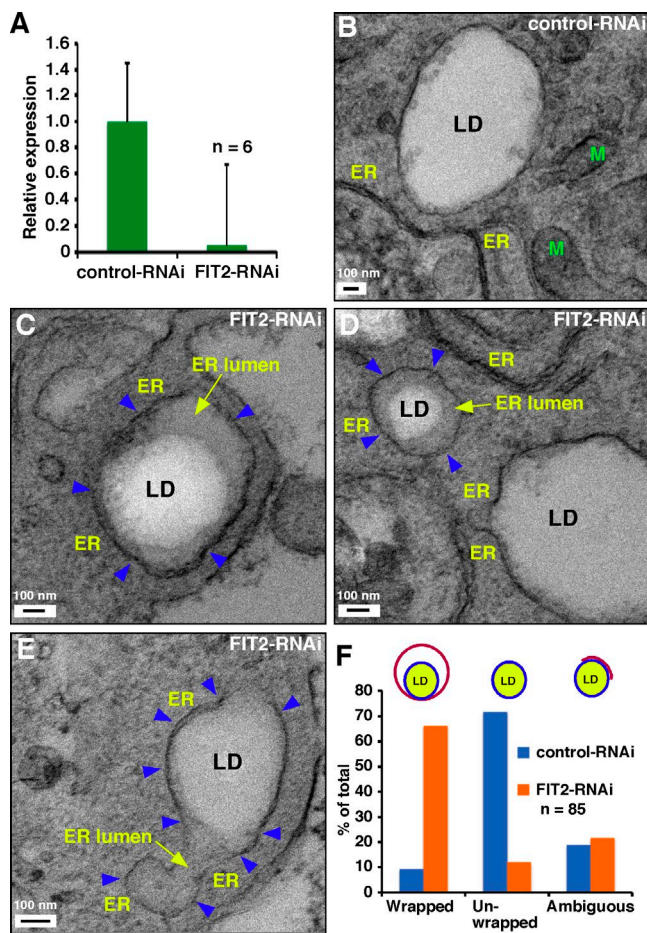 A
1.6
1.4
1.2
1.0
0.8
0.6
0.4
0.2
0
Relative expression
n = 6
control-RNAi
FIT2-RNAi
B
control-RNAi
LD
M
ER
ER
M
100 nm
C
FIT2-RNAi
ER lumen
ER
LD
ER
100 nm
D
FIT2-RNAi
ER
LD
ER lumen
ER
ER
LD
ER
100 nm
E
FIT2-RNAi
ER
LD
ER lumen
ER
ER
100 nm
F
LD
LD
LD
80
70
60
50
40
30
20
10
0
% of total
control-RNAi
FIT2-RNAi
n = 85
Wrapped
Un-
wrapped
Ambiguous